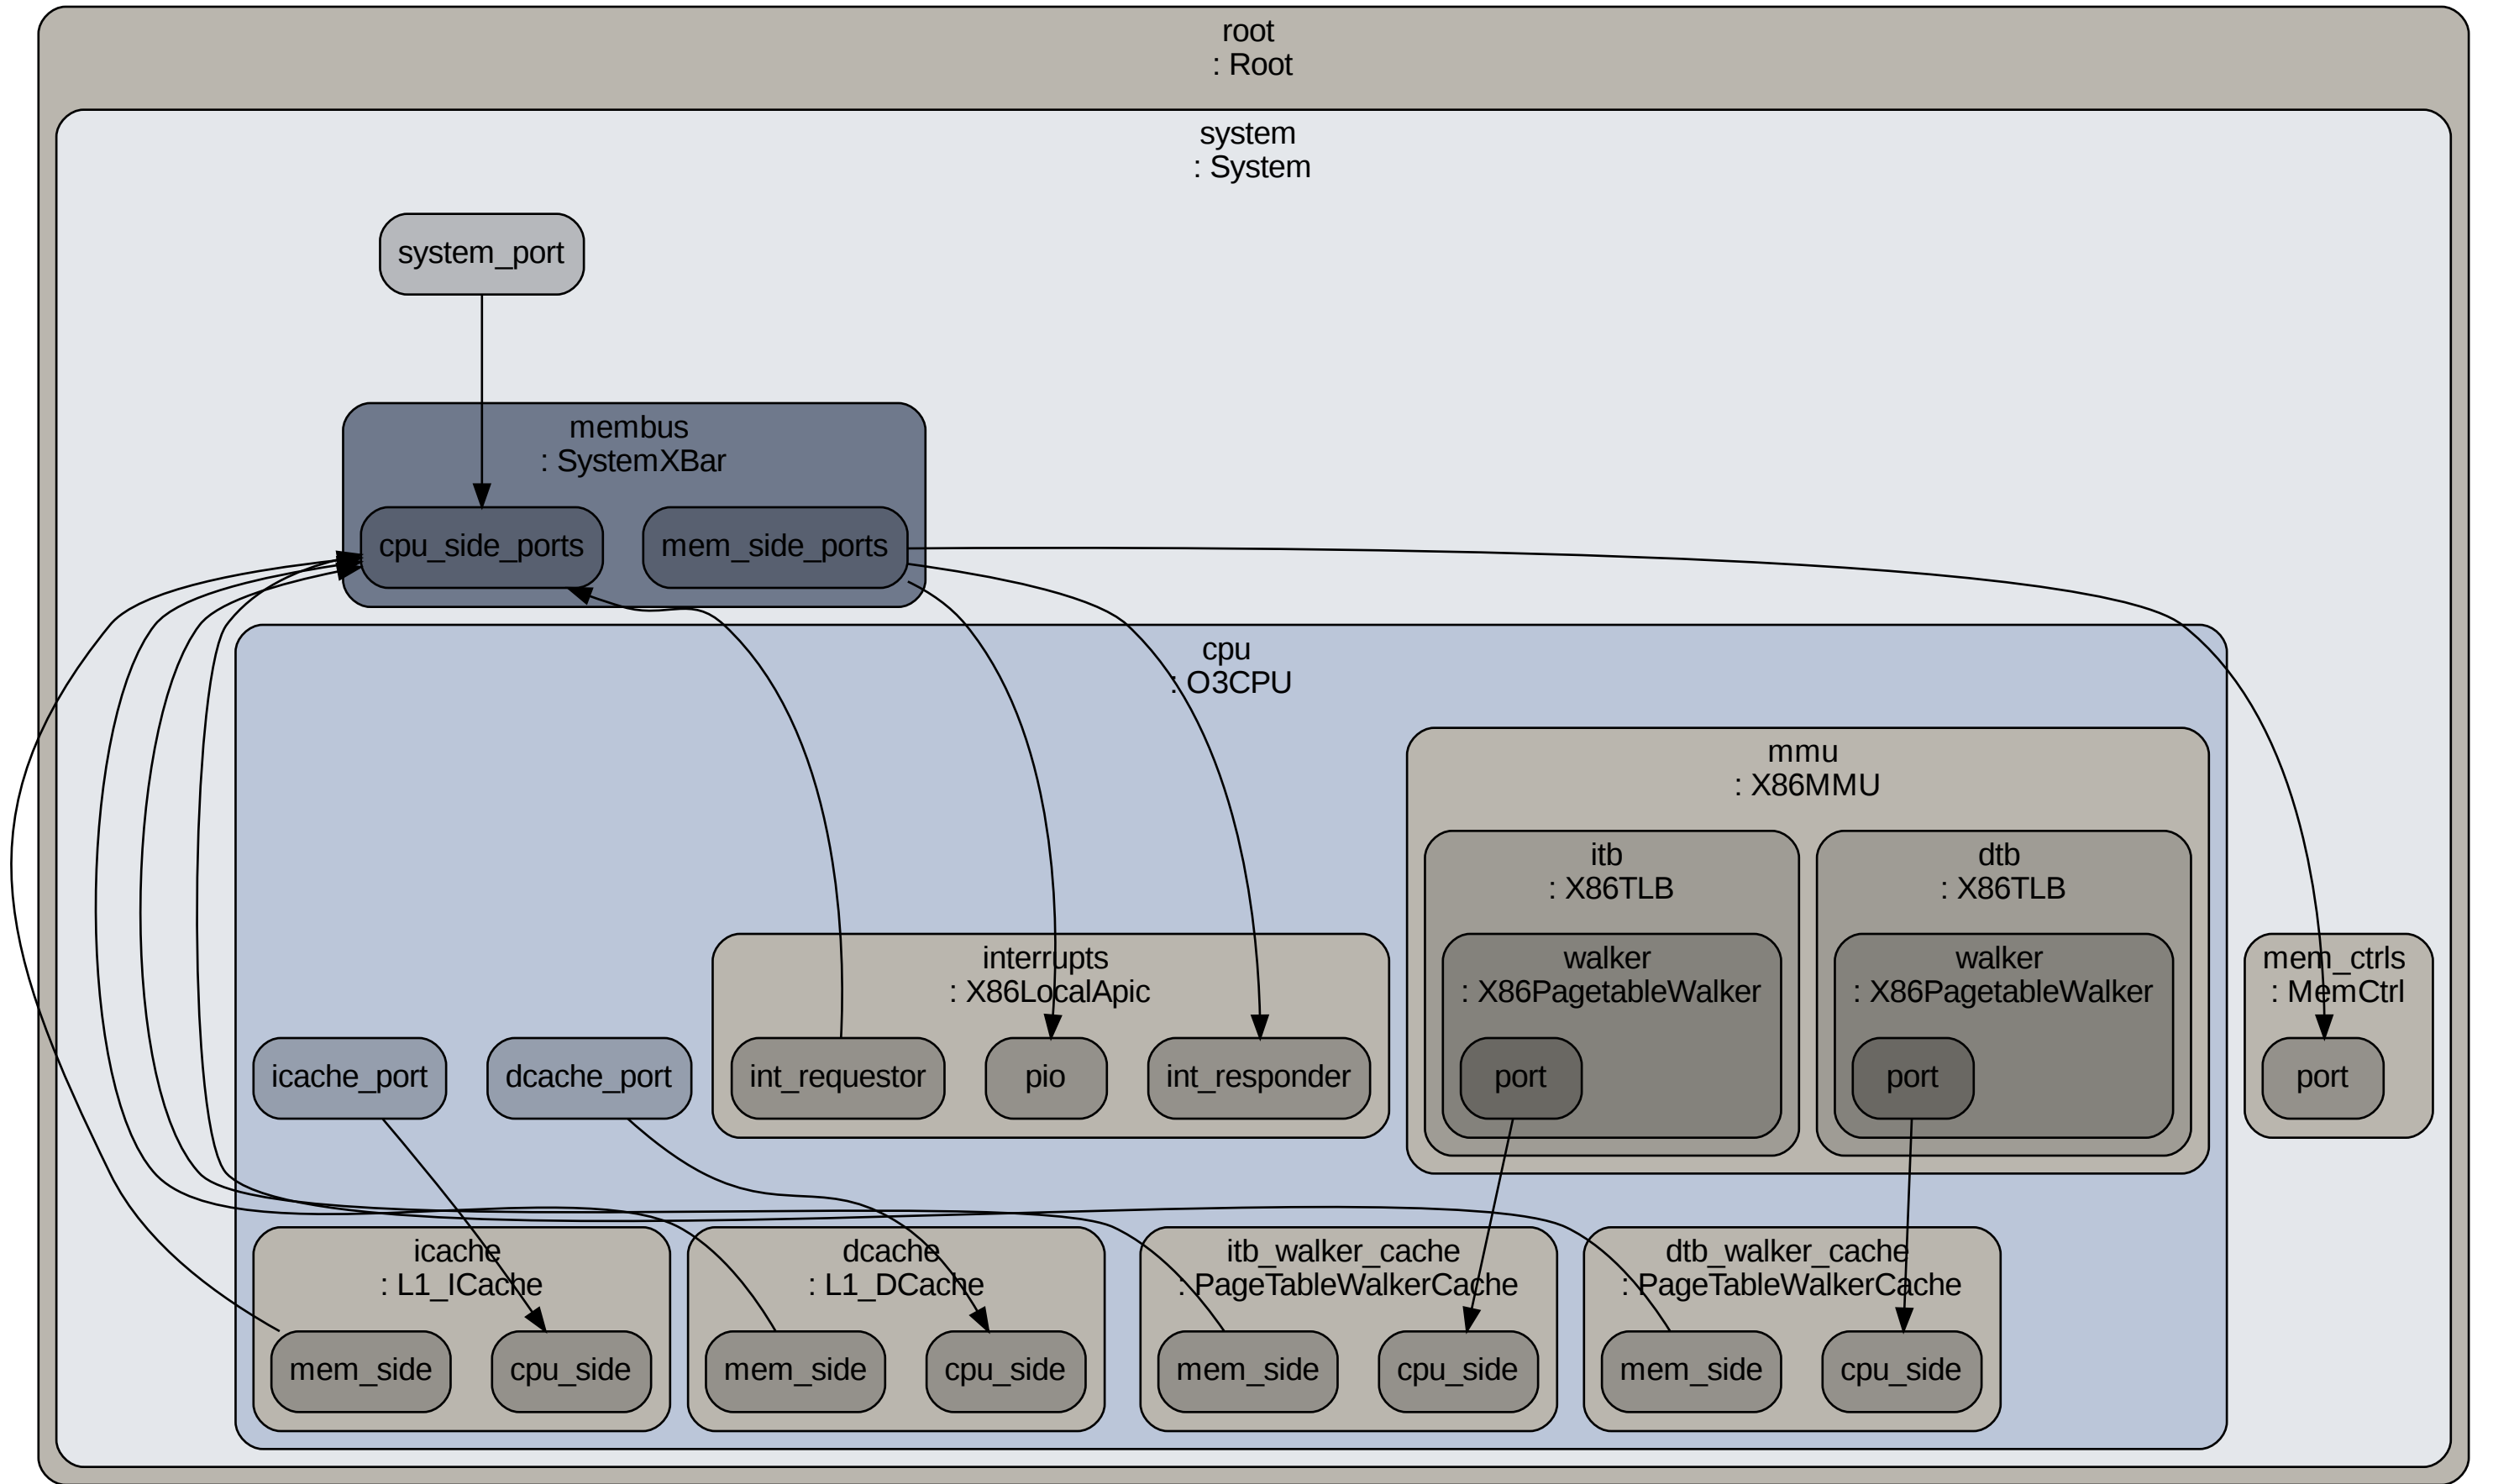 root
: Root
system
: System
system_port
membus
: SystemXBar
cpu_side_ports
mem_side_ports
cpu
: O3CPU
mmu
: X86MMU
itb
: X86TLB
dtb
: X86TLB
interrupts
: X86LocalApic
walker
: X86PagetableWalker
walker
: X86PagetableWalker
mem_ctrls
: MemCtrl
icache_port
dcache_port
int_requestor
pio
int_responder
port
port
port
icache
: L1_ICache
dcache
: L1_DCache
itb_walker_cache
: PageTableWalkerCache
dtb_walker_cache
: PageTableWalkerCache
mem_side
cpu_side
mem_side
cpu_side
mem_side
cpu_side
mem_side
cpu_side